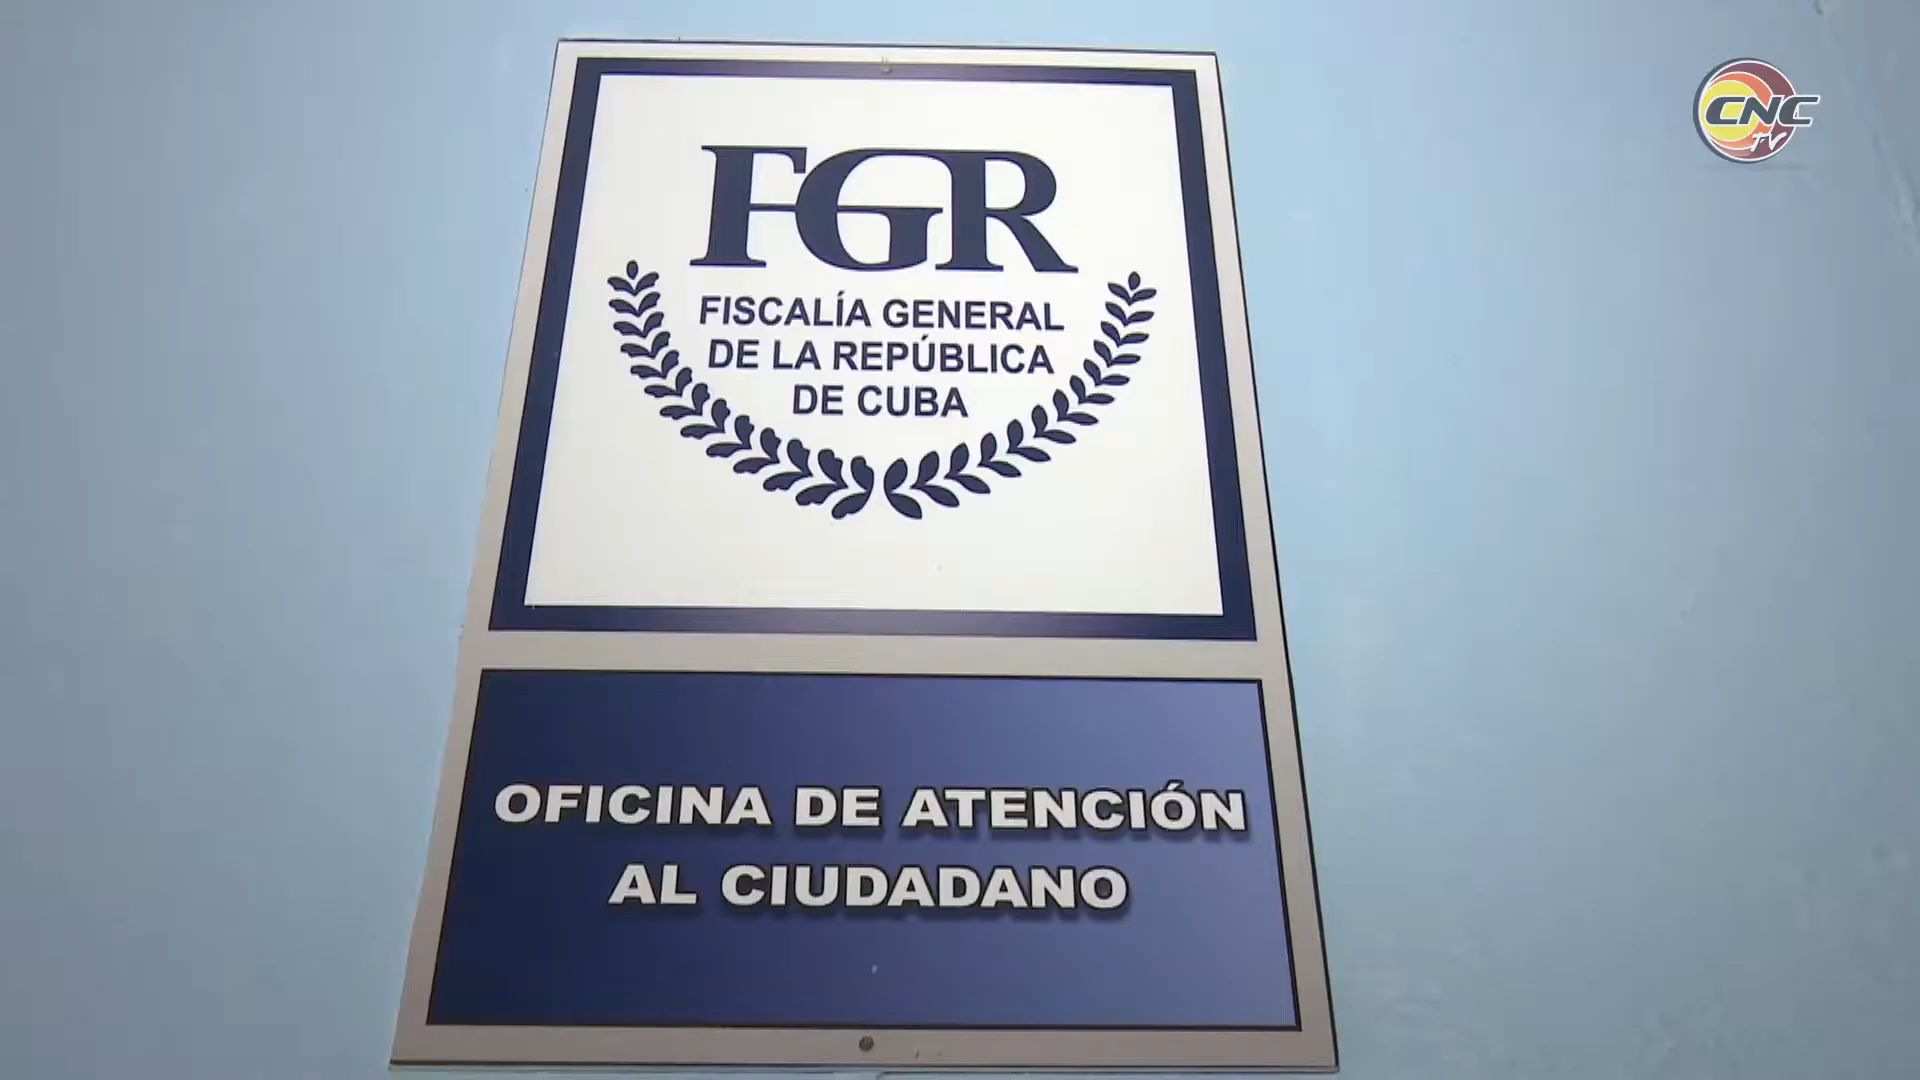 CNC
TV
FGR
FISCALÍA GENERAL
DE LA REPÚBLICA
DE CUBA
OFICINA DE ATENCIÓN
AL CIUDADANO